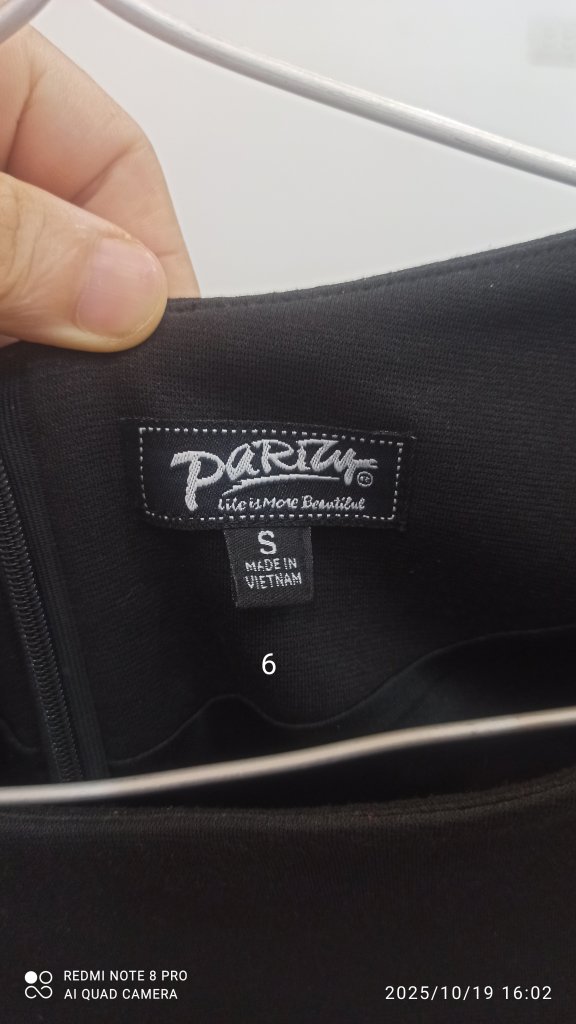 PaRity
Life is More Beautiful
S
MADE IN
VIETNAM
6
REDMI NOTE 8 PRO
AI QUAD CAMERA
2025/10/19 16:02